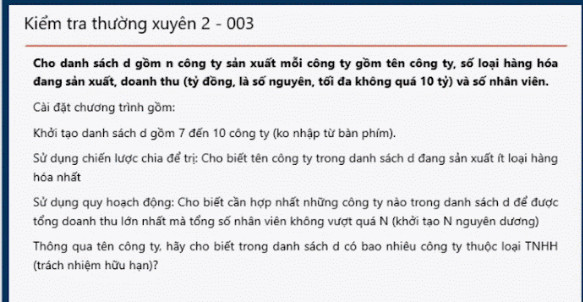 Kiểm tra thường xuyên 2 - 003
Cho danh sách d gồm n công ty sản xuất mỗi công ty gồm tên công ty, số loại hàng hóa
đang sản xuất, doanh thu (tỷ đồng, là số nguyên, tối đa không quá 10 tỷ) và số nhân viên.
Cài đặt chương trình gồm:
Khởi tạo danh sách d gồm 7 đến 10 công ty (ko nhập từ bàn phím).
Sử dụng chiến lược chia để trị: Cho biết tên công ty trong danh sách d đang sản xuất ít loại hàng
hóa nhất
Sử dụng quy hoạch động: Cho biết cần hợp nhất những công ty nào trong danh sách d để được
tổng doanh thu lớn nhất mà tổng số nhân viên không vượt quá N (khởi tạo N nguyên dương)
Thông qua tên công ty, hãy cho biết trong danh sách d có bao nhiêu công ty thuộc loại TNHH
(trách nhiệm hữu hạn)?